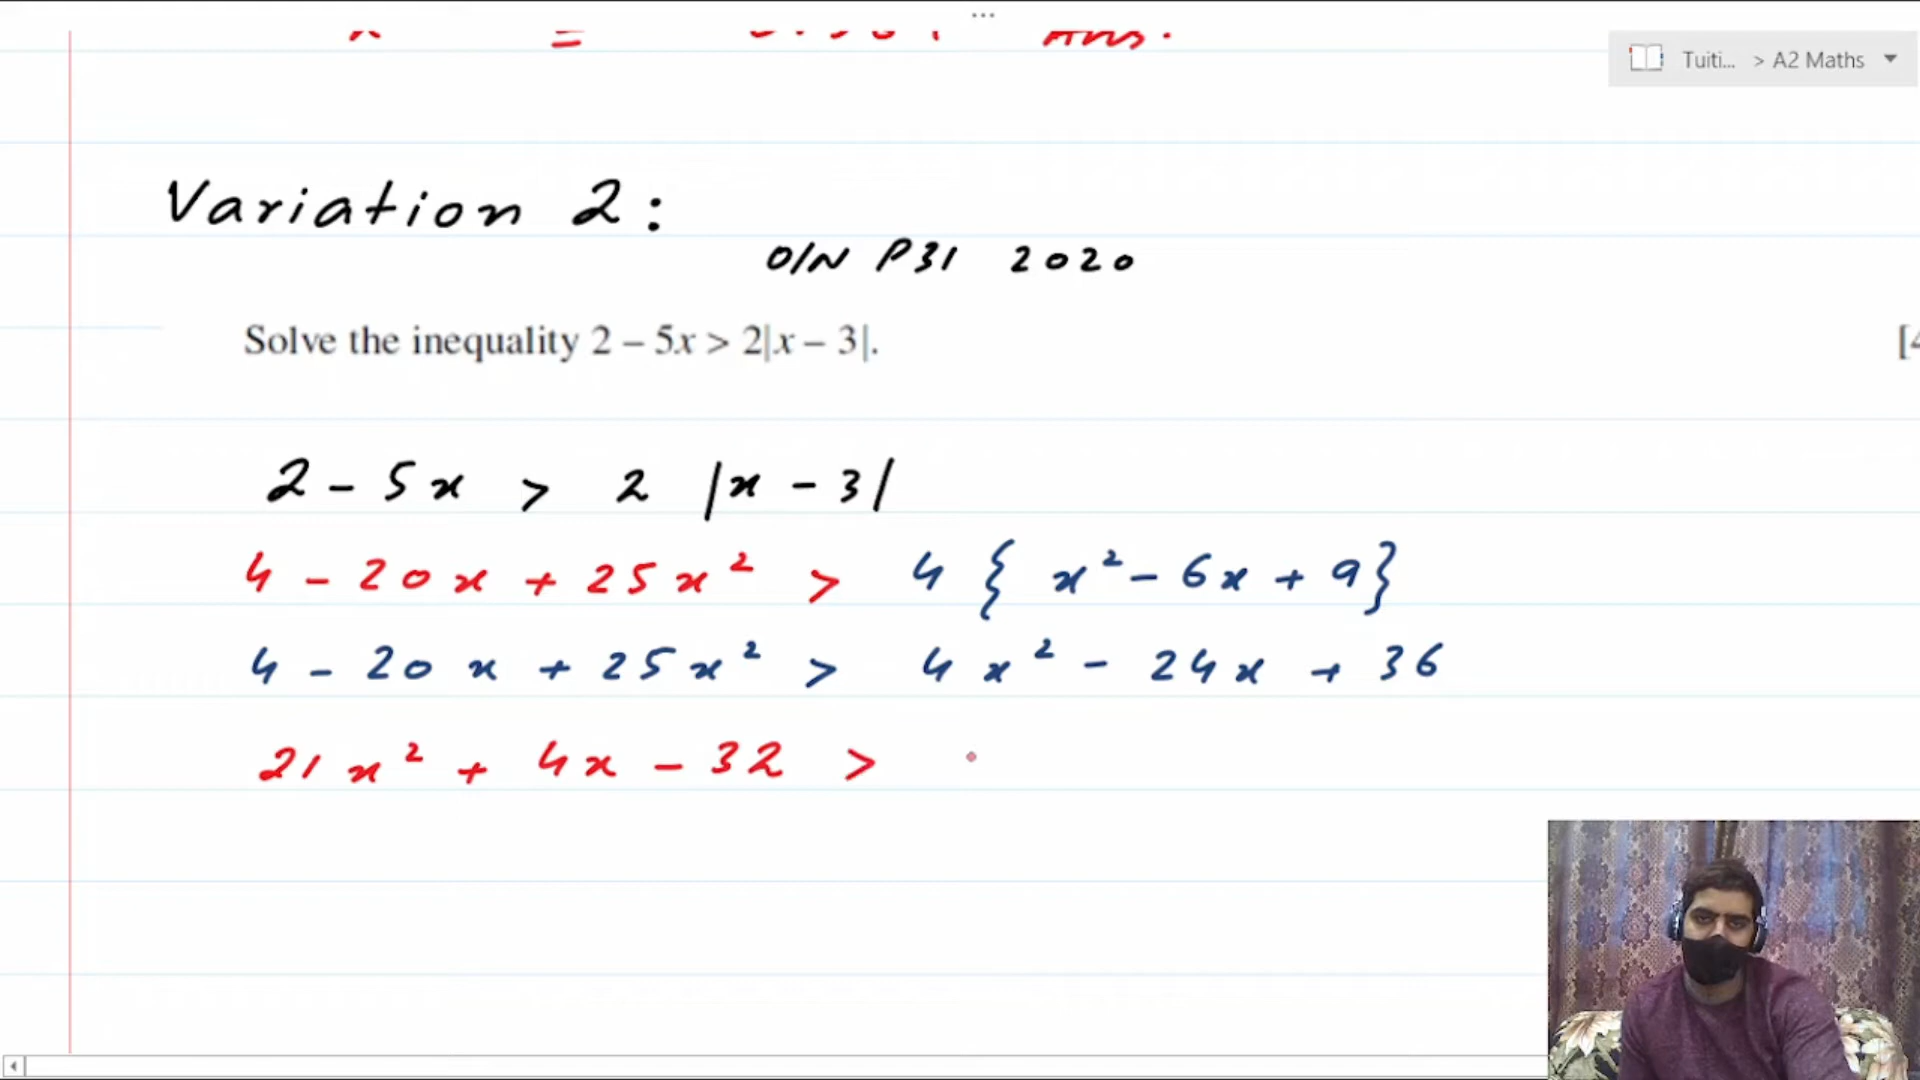 Ans.
Tuiti... > A2 Maths
Variation 2:
O/N P31 2020
Solve the inequality 2 – 5x > 2|x – 3|.
2 - 5x > 2 |x - 3|
4 - 20x + 25x² > 4 { x² - 6x + 9}
4 - 20x + 25x² > 4x² - 24x + 36
21x² + 4x - 32 >